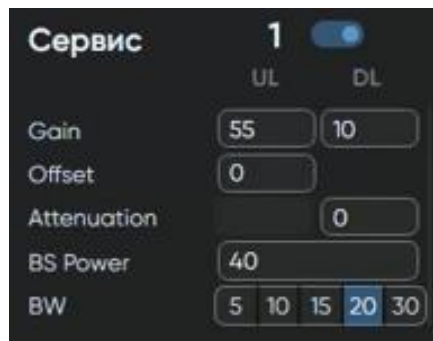 Сервис 1
UL DL
Gain 55 10
Offset 0
Attenuation 0
BS Power 40
BW 5 10 15 20 30